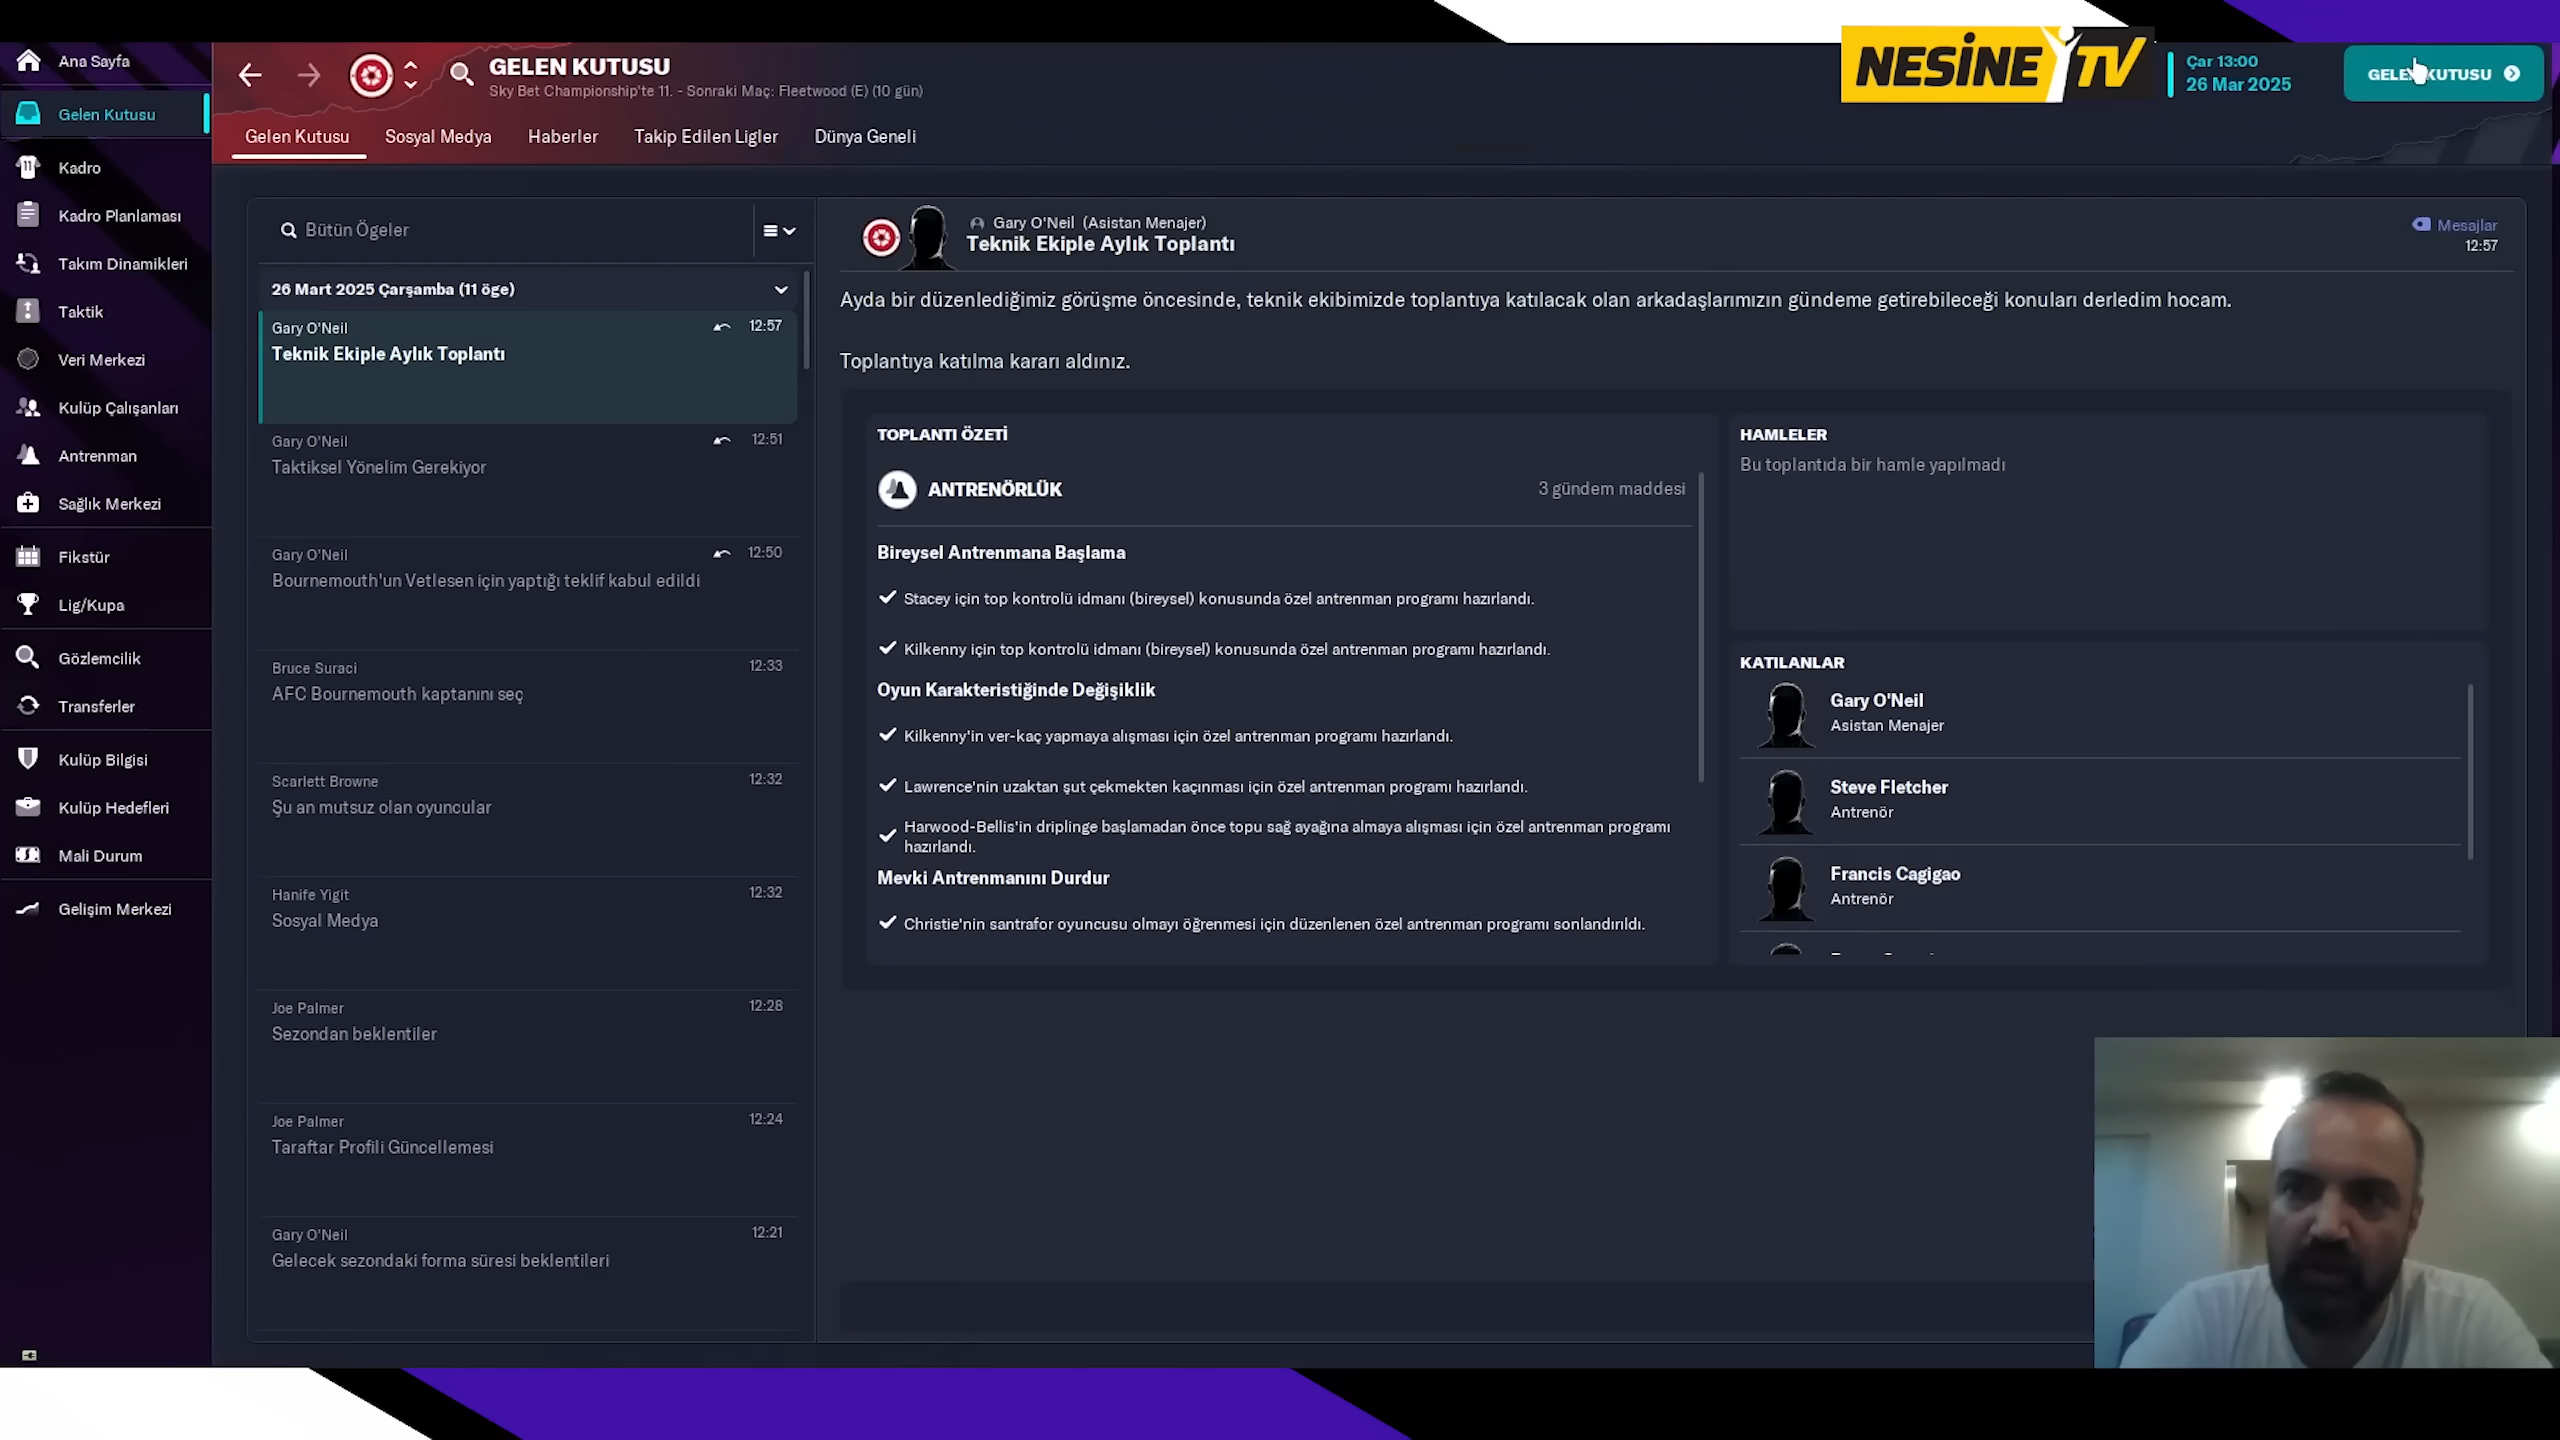 Ana Sayfa
Gelen Kutusu
Kadro
Kadro Planlaması
Takım Dinamikleri
Taktik
Veri Merkezi
Kulüp Çalışanları
Antrenman
Sağlık Merkezi
Fikstür
Lig/Kupa
Gözlemcilik
Transferler
Kulüp Bilgisi
Kulüp Hedefleri
Mali Durum
Gelişim Merkezi
GELEN KUTUSU
Sky Bet Championship'te 11. - Sonraki Maç: Fleetwood (E) (10 gün)
NESİNE TV
Çar 13:00
26 Mar 2025
GELEN KUTUSU
Gelen Kutusu
Sosyal Medya
Haberler
Takip Edilen Ligler
Dünya Geneli
Bütün Ögeler
26 Mart 2025 Çarşamba (11 öge)
Gary O'Neil 12:57
Teknik Ekiple Aylık Toplantı
Gary O'Neil 12:51
Taktiksel Yönelim Gerekiyor
Gary O'Neil 12:50
Bournemouth'un Vetlesen için yaptığı teklif kabul edildi
Bruce Suraci 12:33
AFC Bournemouth kaptanını seç
Scarlett Browne 12:32
Şu an mutsuz olan oyuncular
Hanife Yigit 12:32
Sosyal Medya
Joe Palmer 12:28
Sezondan beklentiler
Joe Palmer 12:24
Taraftar Profili Güncellemesi
Gary O'Neil 12:21
Gelecek sezondaki forma süresi beklentileri
Gary O'Neil (Asistan Menajer)
Teknik Ekiple Aylık Toplantı
Mesajlar
12:57
Ayda bir düzenlediğimiz görüşme öncesinde, teknik ekibimizde toplantıya katılacak olan arkadaşlarımızın gündeme getirebileceği konuları derledim hocam.
Toplantıya katılma kararı aldınız.
TOPLANTI ÖZETİ
ANTRENÖRLÜK 3 gündem maddesi
Bireysel Antrenmana Başlama
Stacey için top kontrolü idmanı (bireysel) konusunda özel antrenman programı hazırlandı.
Kilkenny için top kontrolü idmanı (bireysel) konusunda özel antrenman programı hazırlandı.
Oyun Karakteristiğinde Değişiklik
Kilkenny'in ver-kaç yapmaya alışması için özel antrenman programı hazırlandı.
Lawrence'nin uzaktan şut çekmekten kaçınması için özel antrenman programı hazırlandı.
Harwood-Bellis'in driplinge başlamadan önce topu sağ ayağına almaya alışması için özel antrenman programı
hazırlandı.
Mevki Antrenmanını Durdur
Christie'nin santrafor oyuncusu olmayı öğrenmesi için düzenlenen özel antrenman programı sonlandırıldı.
HAMLELER
Bu toplantıda bir hamle yapılmadı
KATILANLAR
Gary O'Neil
Asistan Menajer
Steve Fletcher
Antrenör
Francis Cagigao
Antrenör